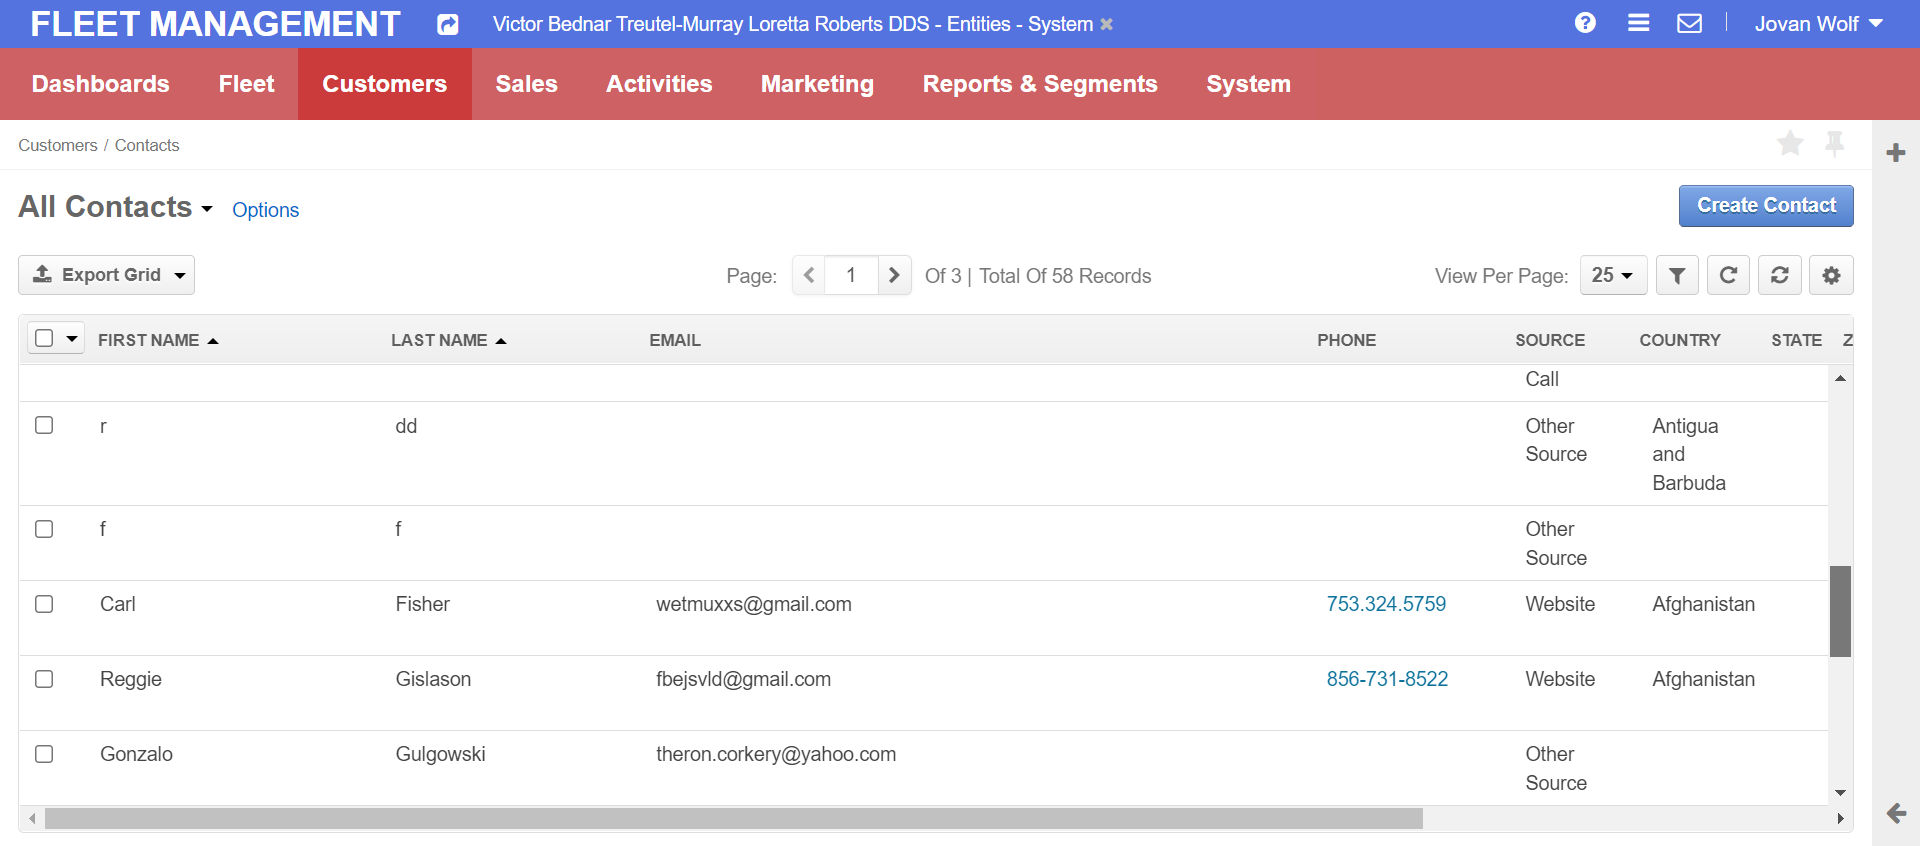 FLEET MANAGEMENT Victor Bednar Treutel-Murray Loretta Roberts DDS - Entities - System Jovan Wolf
Dashboards Fleet Customers Sales Activities Marketing Reports & Segments System
Customers / Contacts
All Contacts Options Create Contact
Export Grid Page: 1 Of 3 | Total Of 58 Records View Per Page: 25
FIRST NAME LAST NAME EMAIL PHONE SOURCE COUNTRY STATE Z
Call
r dd Other Source Antigua and Barbuda
f f Other Source
Carl Fisher wetmuxxs@gmail.com 753.324.5759 Website Afghanistan
Reggie Gislason fbejsvld@gmail.com 856-731-8522 Website Afghanistan
Gonzalo Gulgowski theron.corkery@yahoo.com Other Source